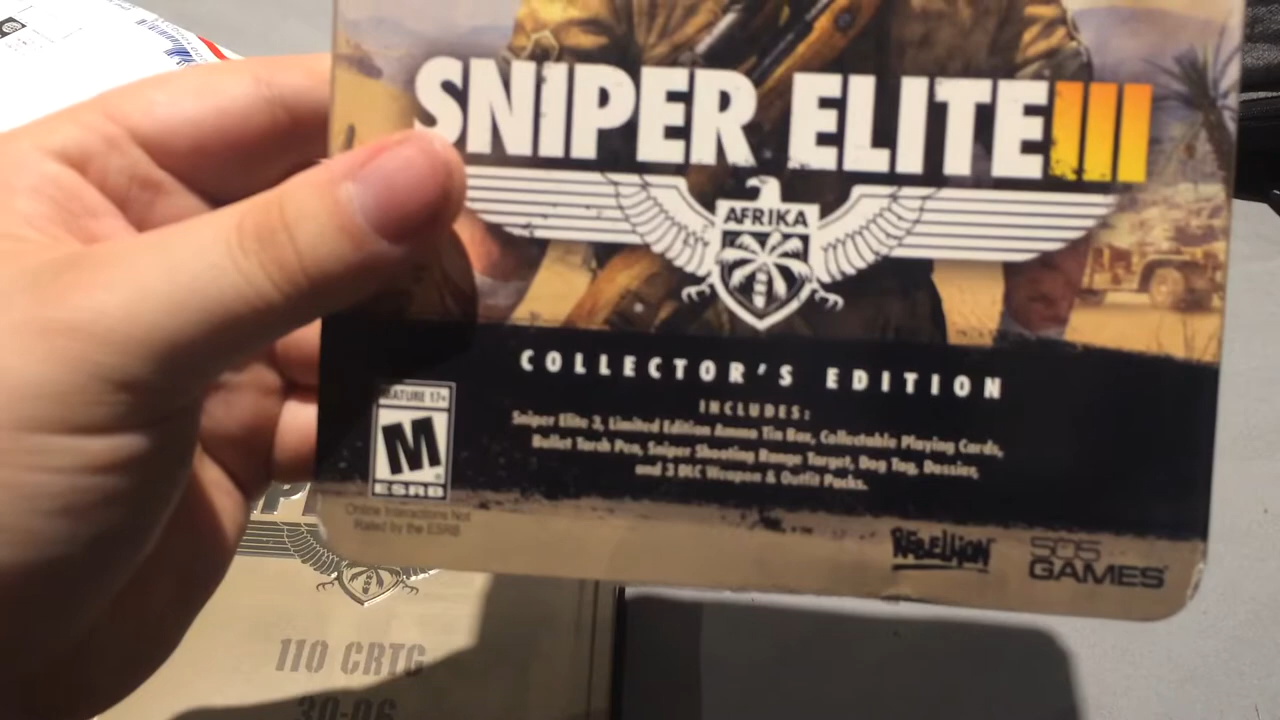 SNIPER ELITE III
AFRIKA
COLLECTOR'S EDITION
INCLUDES:
Sniper Elite 3, Limited Edition Ammo Tin Box, Collectable Playing Cards,
Bullet Torch Pen, Sniper Shooting Range Target, Dog Tag, Dossier,
and 3 DLC Weapon & Outfit Packs.
MATURE 17+
M
ESRB
Online Interactions Not
Rated by the ESRB
REBELLION
505
GAMES
110 CRTG
30-06